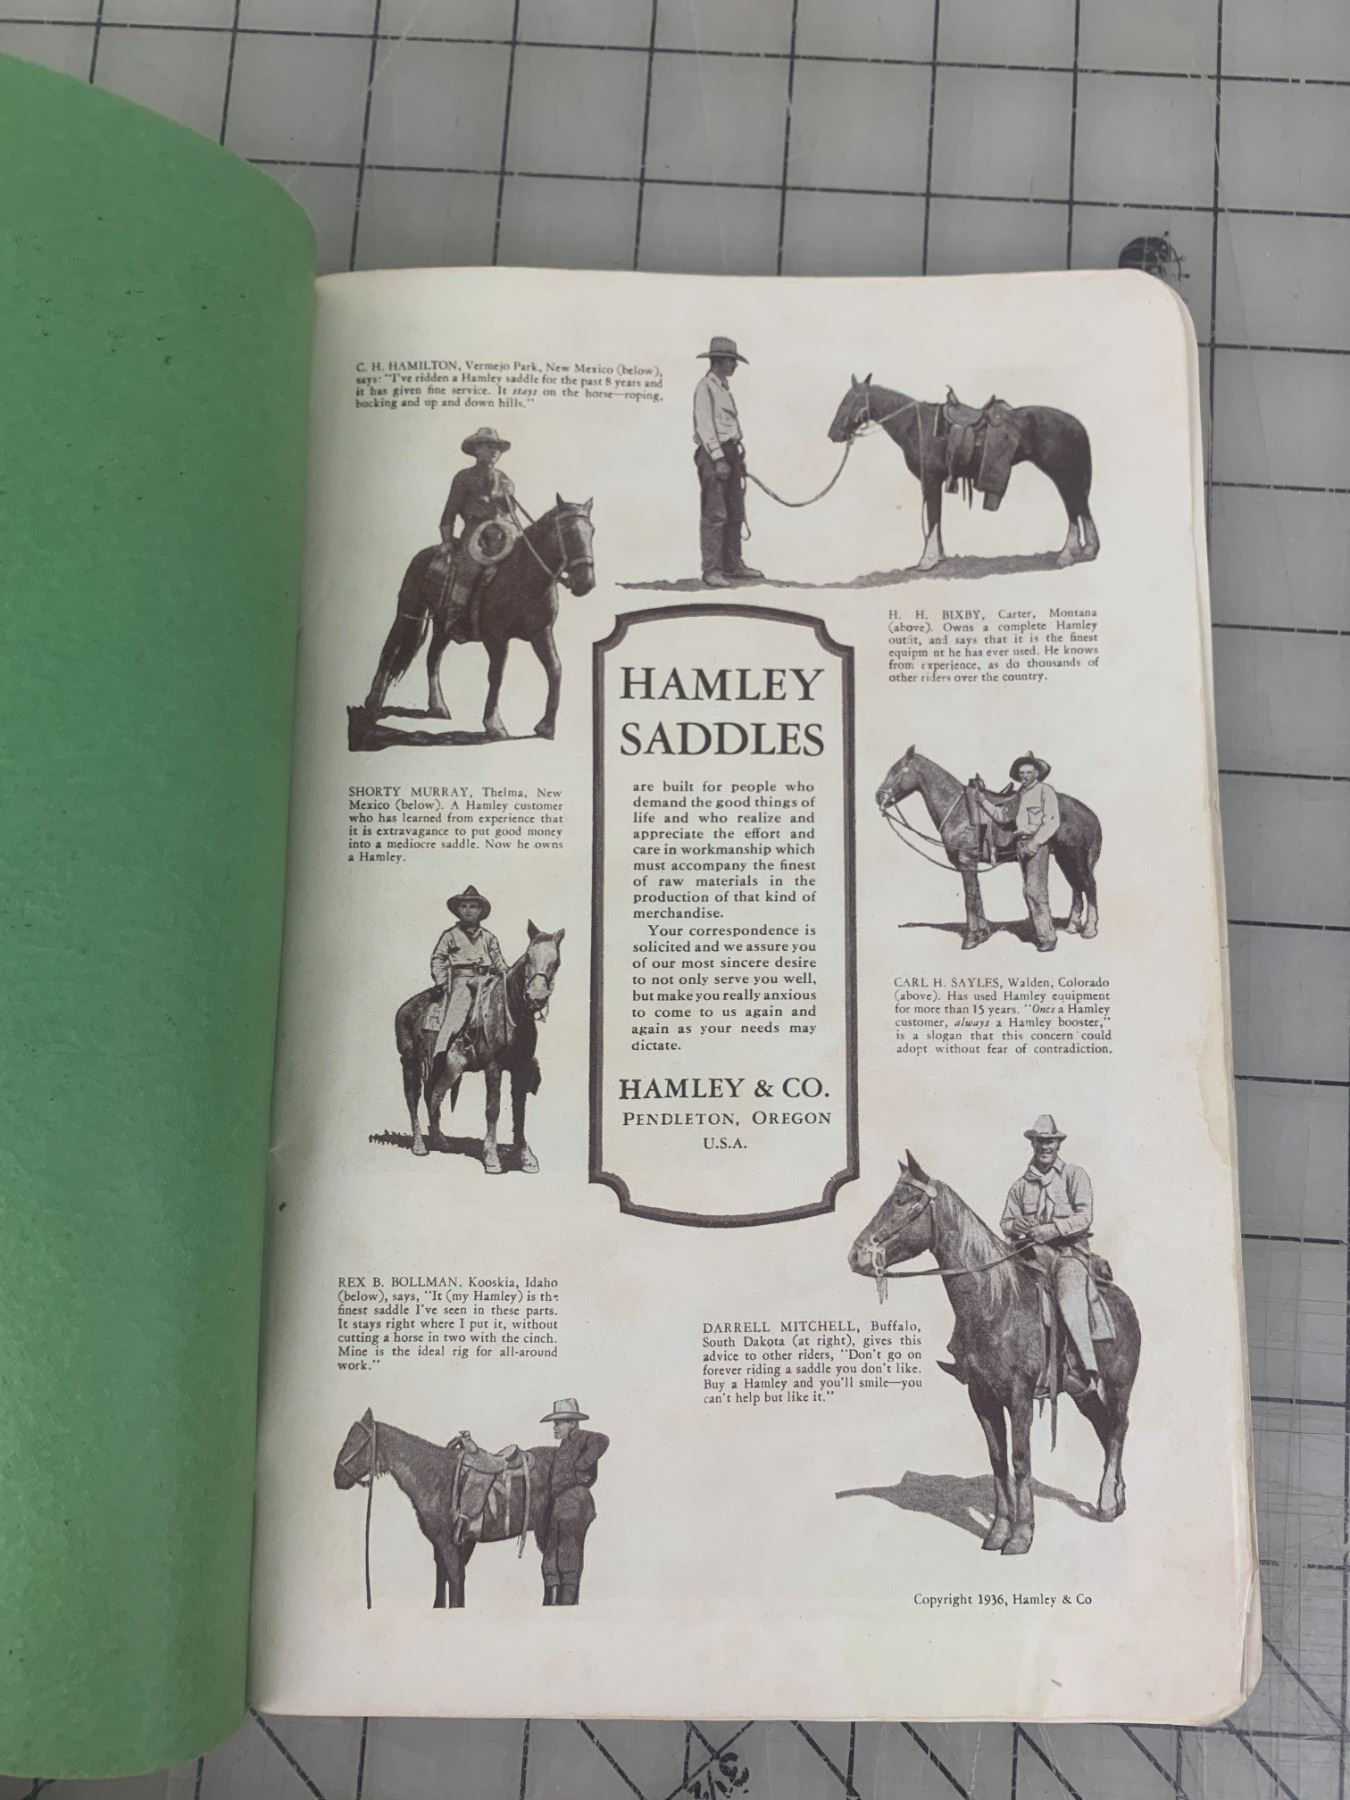 C. H. HAMILTON, Vermejo Park, New Mexico (below),
says: "I've ridden a Hamley saddle for the past 8 years and
it has given fine service. It stays on the horse—roping,
bucking and up and down hills."
H. H. BIXBY, Carter, Montana
(above). Owns a complete Hamley
outfit, and says that it is the finest
equipm nt he has ever used. He knows
from experience, as do thousands of
other riders over the country.
HAMLEY
SADDLES
are built for people who
demand the good things of
life and who realize and
appreciate the effort and
care in workmanship which
must accompany the finest
of raw materials in the
production of that kind of
merchandise.
Your correspondence is
solicited and we assure you
of our most sincere desire
to not only serve you well,
but make you really anxious
to come to us again and
again as your needs may
dictate.
HAMLEY & CO.
PENDLETON, OREGON
U.S.A.
SHORTY MURRAY, Thelma, New
Mexico (below). A Hamley customer
who has learned from experience that
it is extravagance to put good money
into a mediocre saddle. Now he owns
a Hamley.
CARL H. SAYLES, Walden, Colorado
(above). Has used Hamley equipment
for more than 15 years. "Once a Hamley
customer, always a Hamley booster,"
is a slogan that this concern could
adopt without fear of contradiction.
REX B. BOLLMAN, Kooskia, Idaho
(below), says, "It (my Hamley) is the
finest saddle I've seen in these parts.
It stays right where I put it, without
cutting a horse in two with the cinch.
Mine is the ideal rig for all-around
work."
DARRELL MITCHELL, Buffalo,
South Dakota (at right), gives this
advice to other riders, "Don't go on
forever riding a saddle you don't like.
Buy a Hamley and you'll smile—you
can't help but like it."
Copyright 1936, Hamley & Co